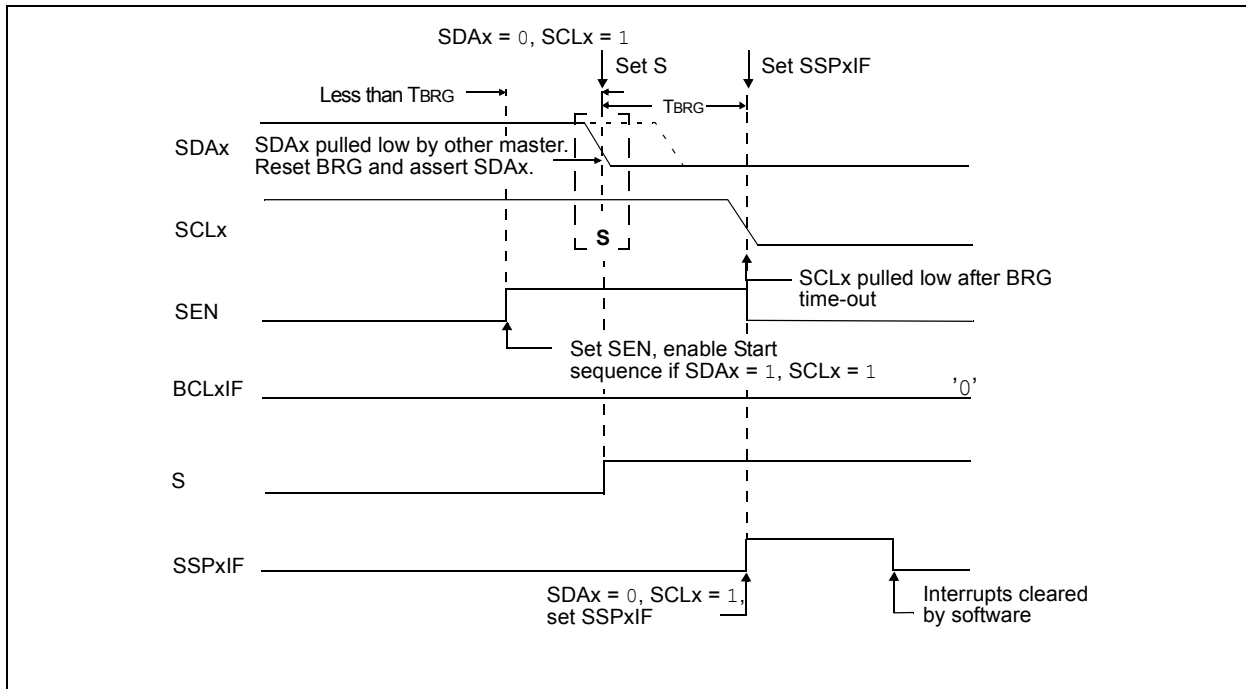 SDAx = 0, SCLx = 1
Set S
Set SSPxIF
Less than TBRG
TBRG
SDAx
SDAx pulled low by other master.
Reset BRG and assert SDAx.
SCLx
S
SCLx pulled low after BRG
time-out
SEN
Set SEN, enable Start
sequence if SDAx = 1, SCLx = 1
BCLxIF
'0'
S
SSPxIF
SDAx = 0, SCLx = 1,
set SSPxIF
Interrupts cleared
by software